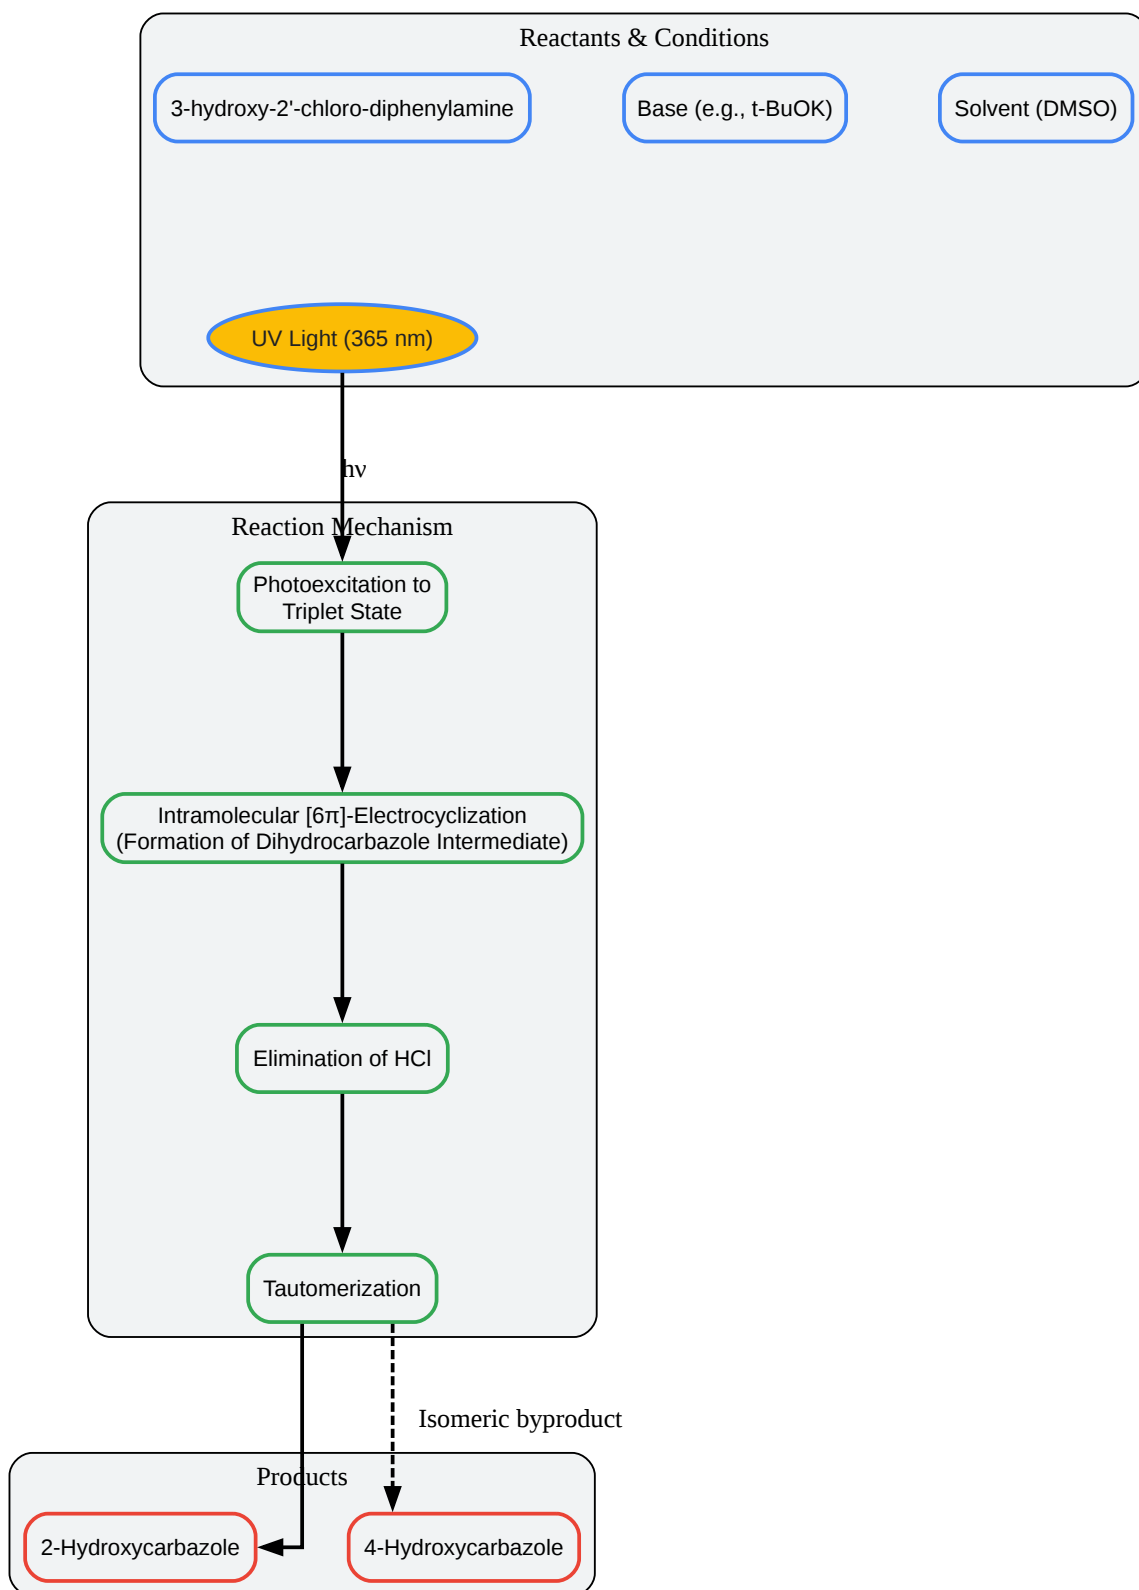 Reactants & Conditions
3-hydroxy-2'-chloro-diphenylamine
Base (e.g., t-BuOK)
Solvent (DMSO)
UV Light (365 nm)
hν
Reaction Mechanism
Photoexcitation to
Triplet State
Intramolecular [6π]-Electrocyclization
(Formation of Dihydrocarbazole Intermediate)
Elimination of HCl
Tautomerization
Isomeric byproduct
Products
2-Hydroxycarbazole
4-Hydroxycarbazole